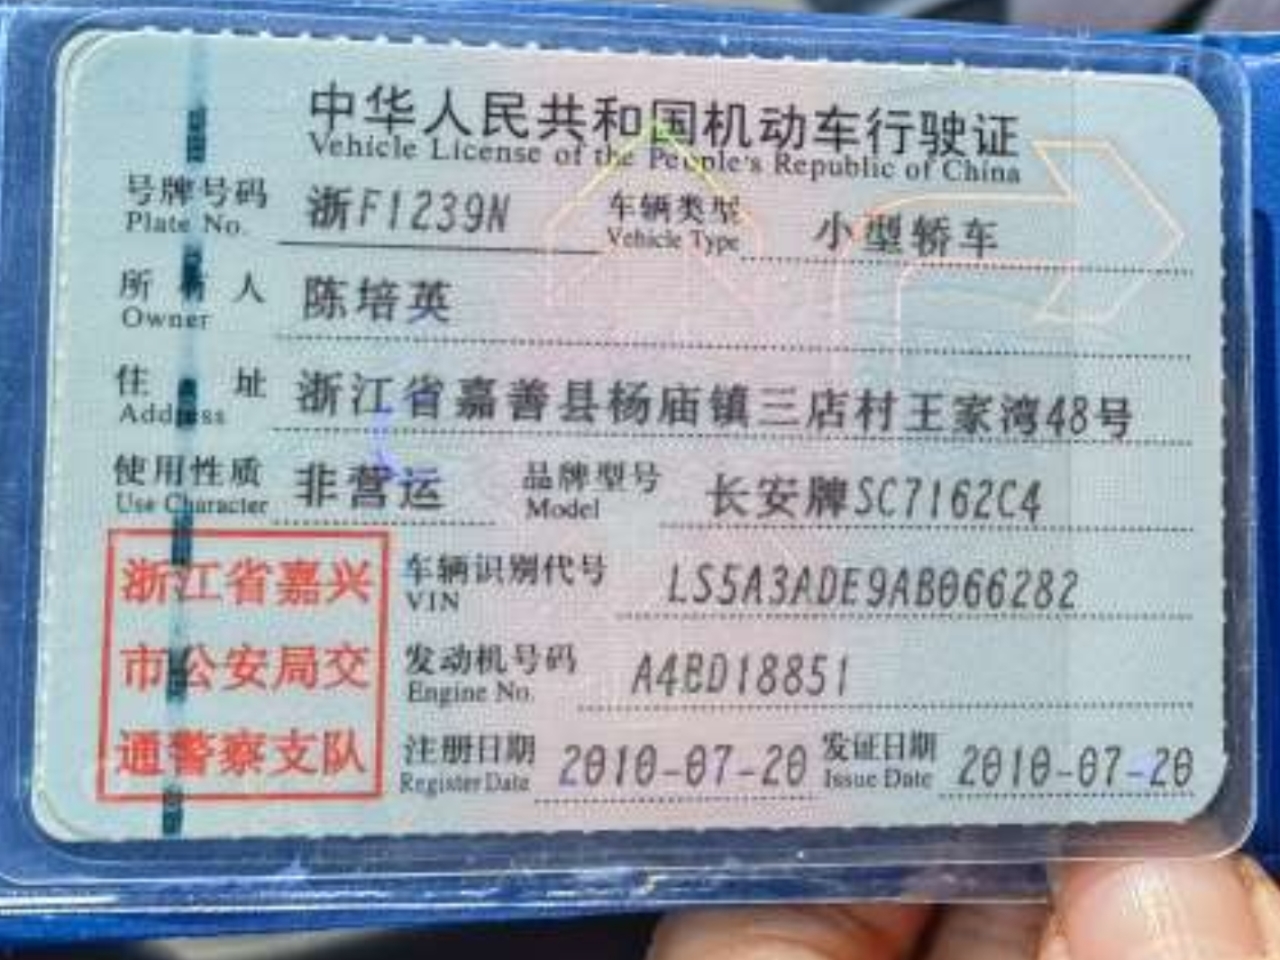 中华人民共和国机动车行驶证
Vehicle License of the People's Republic of China
号牌号码 浙F1239N 车辆类型 小型轿车
Plate No. Vehicle Type
所有人 陈培英
Owner
住址 浙江省嘉善县杨庙镇三店村王家湾48号
Address
使用性质 非营运 品牌型号 长安牌SC7162C4
Use Character Model
浙江省嘉兴
市公安局交
通警察支队
车辆识别代号 LS5A3ADE9AB066282
VIN
发动机号码 A4BD18851
Engine No.
注册日期 2010-07-20 发证日期 2010-07-20
Register Date Issue Date